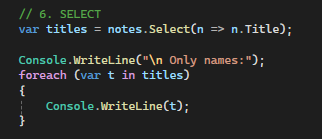 // 6. SELECT
var titles = notes.Select(n => n.Title);
Console.WriteLine("\n Only names:");
foreach (var t in titles)
{
Console.WriteLine(t);
}